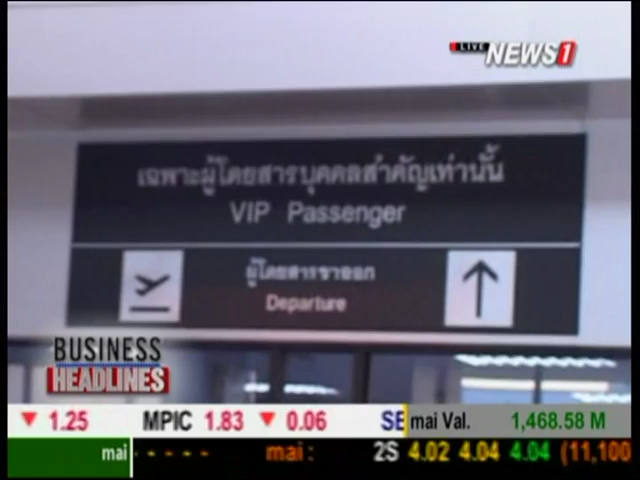 LIVE NEWS1
เฉพาะผู้โดยสารบุคคลสำคัญเท่านั้น
VIP Passenger
ผู้โดยสารขาออก
Departure
BUSINESS
HEADLINES
1.25 MPIC 1.83 0.06 SE mai Val. 1,468.58 M
mai - - - - - mai : 2S 4.02 4.04 4.04 (11,100